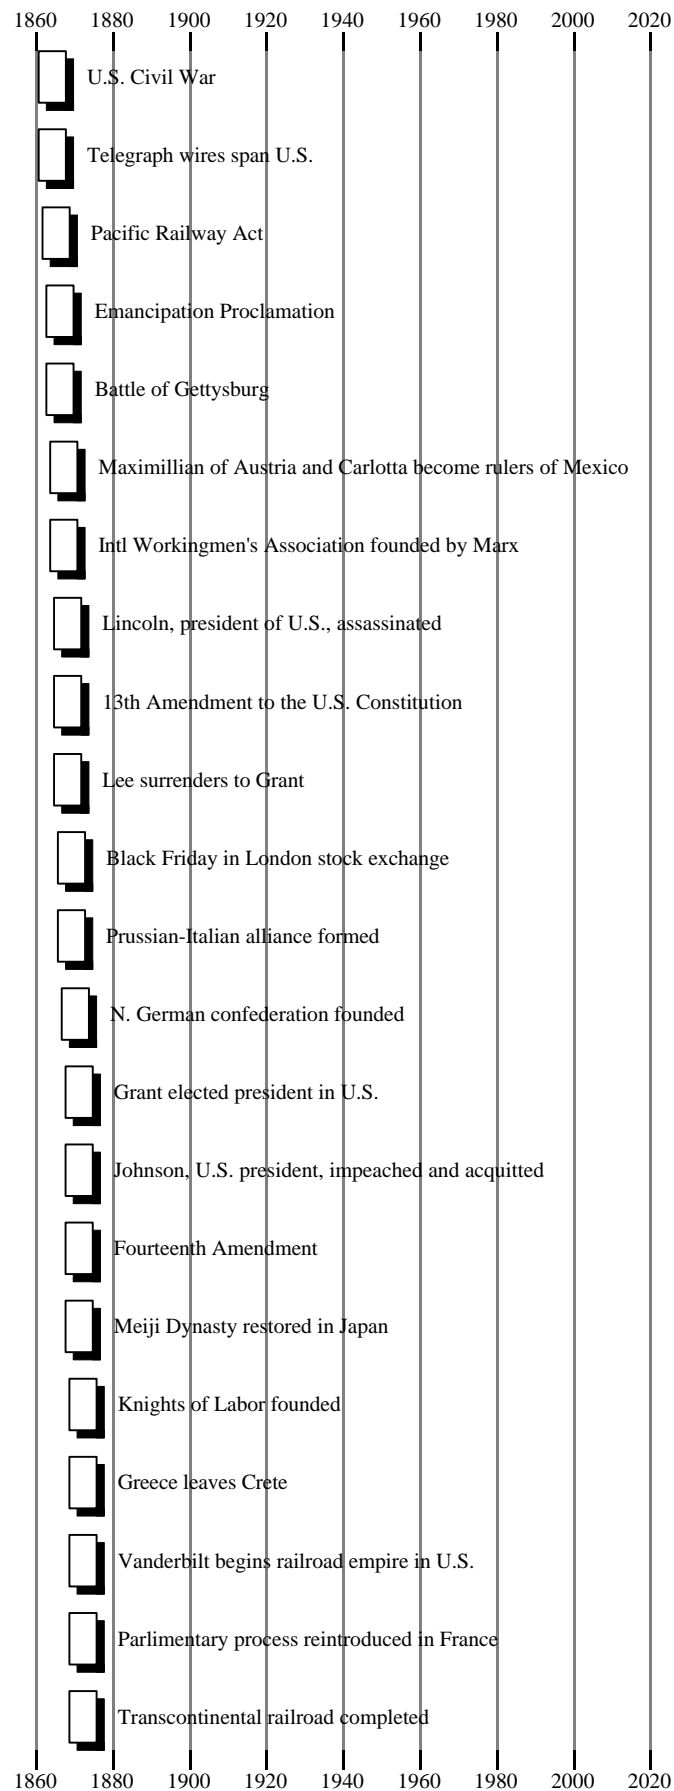 1860 1880 1900 1920 1940 1960 1980 2000 2020
U.S. Civil War
Telegraph wires span U.S.
Pacific Railway Act
Emancipation Proclamation
Battle of Gettysburg
Maximillian of Austria and Carlotta become rulers of Mexico
Intl Workingmen's Association founded by Marx
Lincoln, president of U.S., assassinated
13th Amendment to the U.S. Constitution
Lee surrenders to Grant
Black Friday in London stock exchange
Prussian-Italian alliance formed
N. German confederation founded
Grant elected president in U.S.
Johnson, U.S. president, impeached and acquitted
Fourteenth Amendment
Meiji Dynasty restored in Japan
Knights of Labor founded
Greece leaves Crete
Vanderbilt begins railroad empire in U.S.
Parlimentary process reintroduced in France
Transcontinental railroad completed
1860 1880 1900 1920 1940 1960 1980 2000 2020